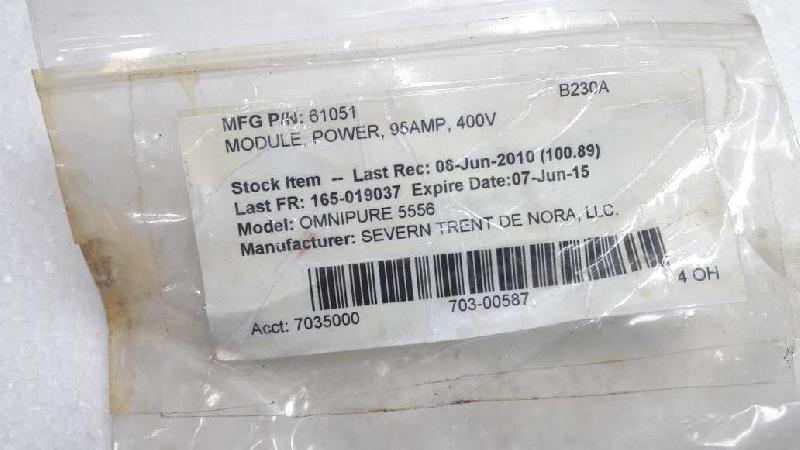 B230A
MFG P/N: 61051
MODULE, POWER, 95AMP, 400V
Stock Item -- Last Rec: 08-Jun-2010 (100.89)
Last FR: 165-019037 Expire Date:07-Jun-15
Model: OMNIPURE 5556
Manufacturer: SEVERN TRENT DE NORA, LLC.
Acct: 7035000 703-00587 4 OH